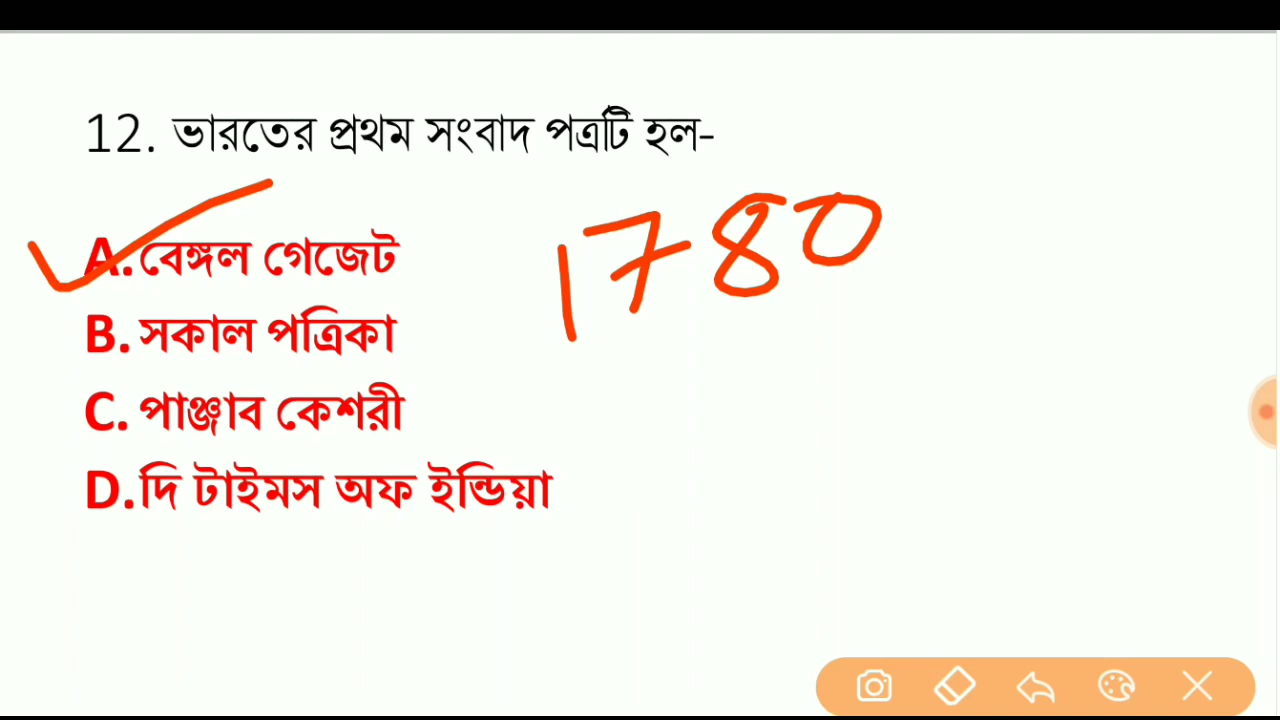 12. ভারতের প্রথম সংবাদ পত্রটি হল-
A. বেঙ্গল গেজেট
1780
B. সকাল পত্রিকা
C. পাঞ্জাব কেশরী
D. দি টাইমস অফ ইন্ডিয়া